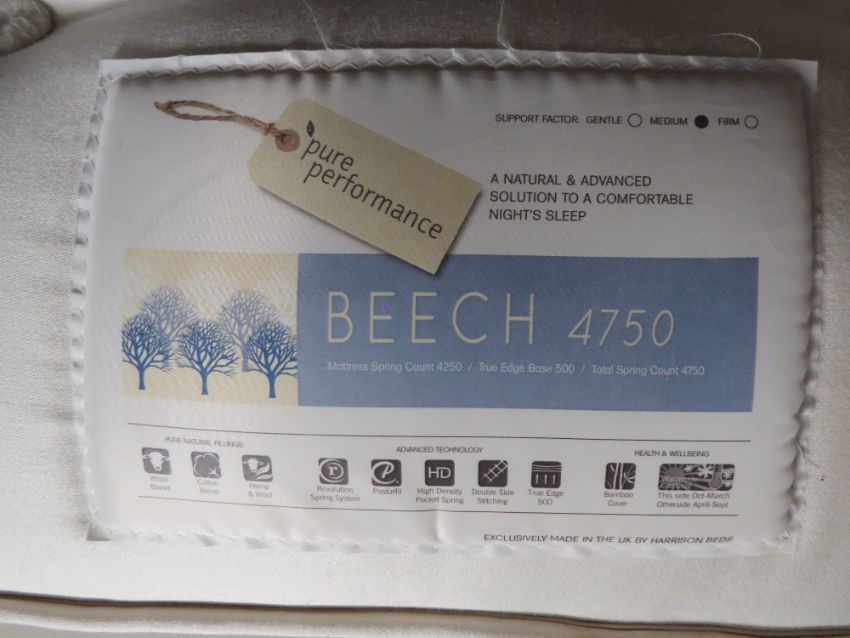 SUPPORT FACTOR: GENTLE MEDIUM FIRM
pure
performance
A NATURAL & ADVANCED
SOLUTION TO A COMFORTABLE
NIGHT'S SLEEP
BEECH 4750
Mattress Spring Count 4250 / True Edge Base 500 / Total Spring Count 4750
PURE NATURAL FILLINGS
Wool
Blend
Cotton
Blend
Hemp
& Wool
ADVANCED TECHNOLOGY
r
Revolution
Spring System
P
Posturfil
HD
High Density
Pocket Spring
Double Side
Stitching
True Edge
500
HEALTH & WELLBEING
Bamboo
Cover
Warmer
This side Oct-March
Otherside April-Sept
EXCLUSIVELY MADE IN THE UK BY HARRISON BEDS